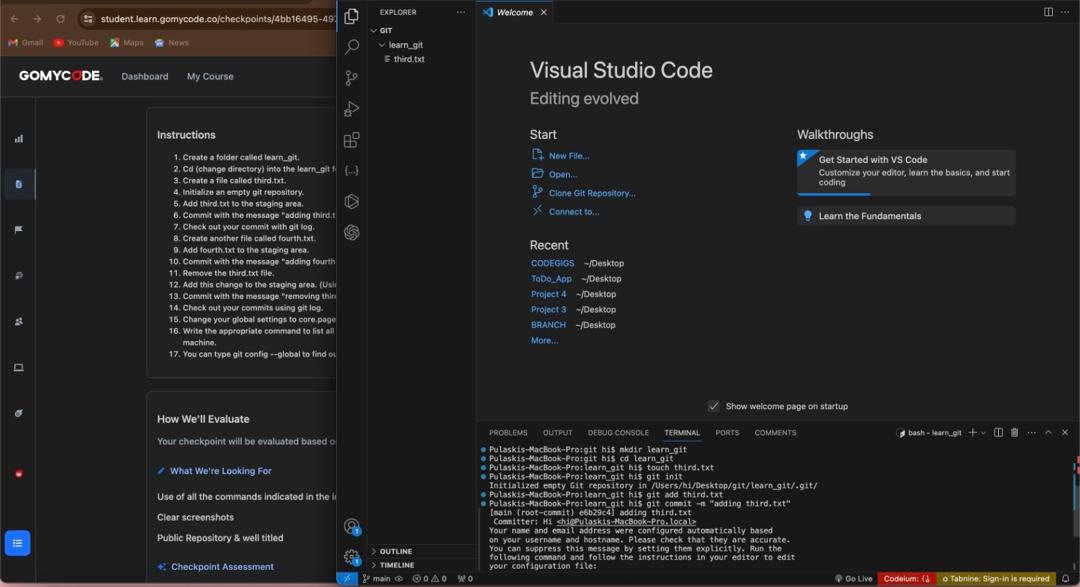 student.learn.gomycode.co/checkpoints/4bb16495-49
Gmail
YouTube
Maps
News
GOMYCODE.
Dashboard
My Course
Instructions
1. Create a folder called learn_git.
2. Cd (change directory) into the learn_git f
3. Create a file called third.txt.
4. Initialize an empty git repository.
5. Add third.txt to the staging area.
6. Commit with the message "adding third.t
7. Check out your commit with git log.
8. Create another file called fourth.txt.
9. Add fourth.txt to the staging area.
10. Commit with the message "adding fourth
11. Remove the third.txt file.
12. Add this change to the staging area. (Usi
13. Commit with the message "removing thir
14. Check out your commits using git log.
15. Change your global settings to core.page
16. Write the appropriate command to list all
machine.
17. You can type git config --global to find ou
How We'll Evaluate
Your checkpoint will be evaluated based o
What We're Looking For
Use of all the commands indicated in the i
Clear screenshots
Public Repository & well titled
Checkpoint Assessment
EXPLORER
GIT
learn_git
third.txt
OUTLINE
TIMELINE
Welcome
Visual Studio Code
Editing evolved
Start
New File...
Open...
Clone Git Repository...
Connect to...
Recent
CODEGIGS ~/Desktop
ToDo_App ~/Desktop
Project 4 ~/Desktop
Project 3 ~/Desktop
BRANCH ~/Desktop
More...
Walkthroughs
Get Started with VS Code
Customize your editor, learn the basics, and start
coding
Learn the Fundamentals
Show welcome page on startup
PROBLEMS OUTPUT DEBUG CONSOLE TERMINAL PORTS COMMENTS
bash - learn_git
Pulaskis-MacBook-Pro:git hi$ mkdir learn_git
Pulaskis-MacBook-Pro:git hi$ cd learn_git
Pulaskis-MacBook-Pro:learn_git hi$ touch third.txt
Pulaskis-MacBook-Pro:learn_git hi$ git init
Initialized empty Git repository in /Users/hi/Desktop/git/learn_git/.git/
Pulaskis-MacBook-Pro:learn_git hi$ git add third.txt
Pulaskis-MacBook-Pro:learn_git hi$ git commit -m "adding third.txt"
[main (root-commit) e6b29c4] adding third.txt
Committer: Hi <hi@Pulaskis-MacBook-Pro.local>
Your name and email address were configured automatically based
on your username and hostname. Please check that they are accurate.
You can suppress this message by setting them explicitly. Run the
following command and follow the instructions in your editor to edit
your configuration file:
1
1
main
0 0
0
Go Live
Codeium: {..}
Tabnine: Sign-in is required